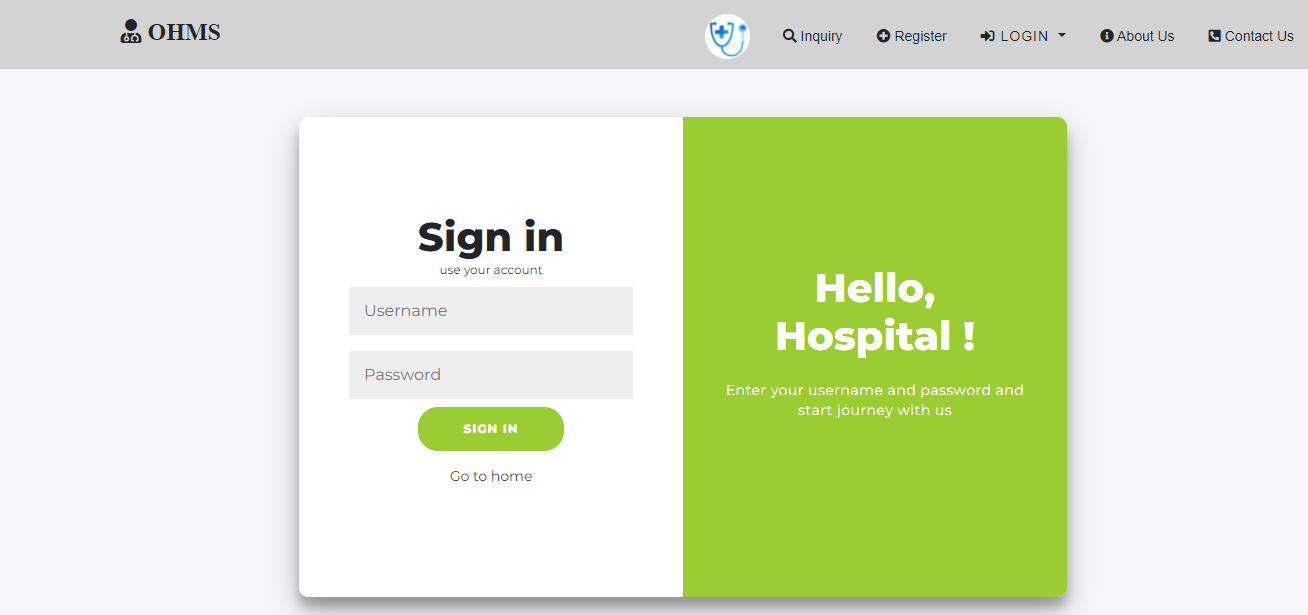 OHMS
Inquiry
Register
LOGIN
About Us
Contact Us
Sign in
use your account
Username
Password
SIGN IN
Go to home
Hello,
Hospital !
Enter your username and password and
start journey with us